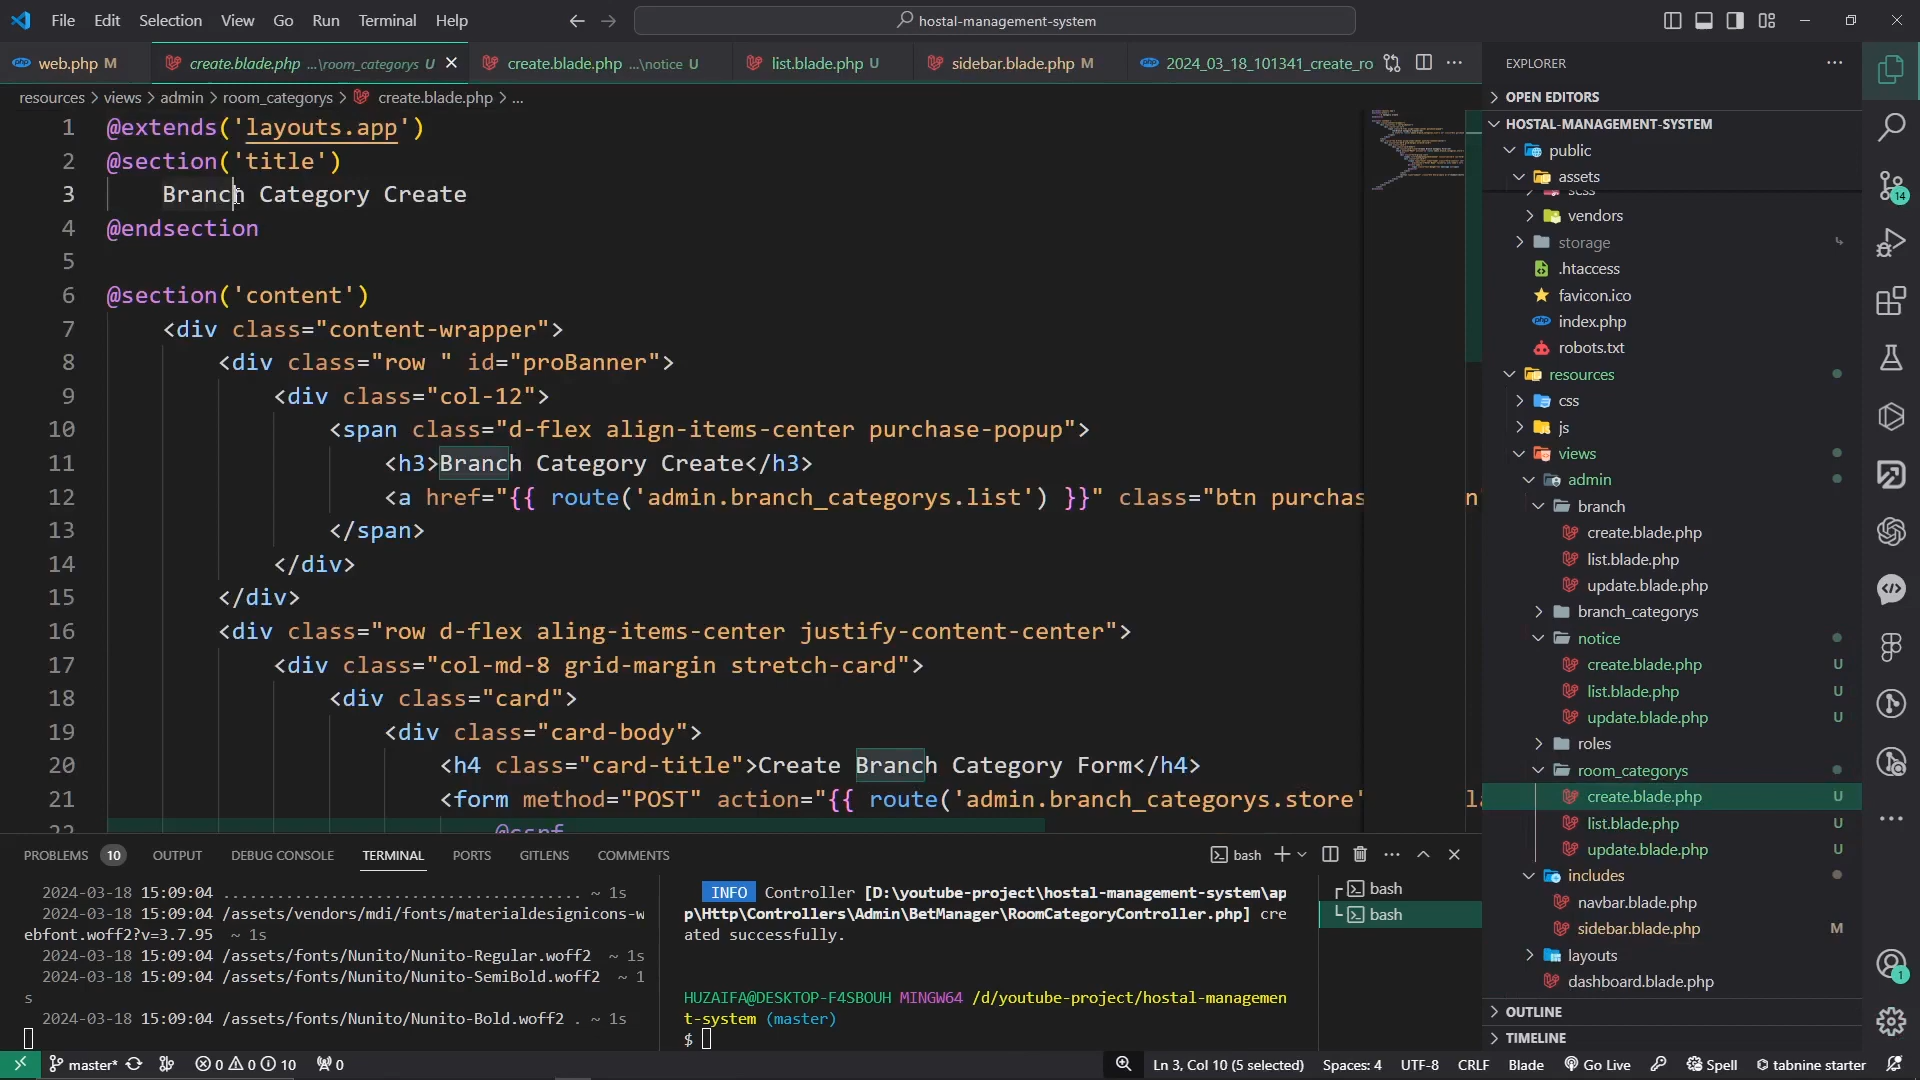 File Edit Selection View Go Run Terminal Help
hostal-management-system
web.php M
create.blade.php ...\room_categorys U
create.blade.php ...\notice U
list.blade.php U
sidebar.blade.php M
2024_03_18_101341_create_ro
resources > views > admin > room_categorys > create.blade.php > ...
1 @extends('layouts.app')
2 @section('title')
3 Branch Category Create
4 @endsection
5
6 @section('content')
7 <div class="content-wrapper">
8 <div class="row " id="proBanner">
9 <div class="col-12">
10 <span class="d-flex align-items-center purchase-popup">
11 <h3>Branch Category Create</h3>
12 <a href="{{ route('admin.branch_categorys.list') }}" class="btn purchas
13 </span>
14 </div>
15 </div>
16 <div class="row d-flex aling-items-center justify-content-center">
17 <div class="col-md-8 grid-margin stretch-card">
18 <div class="card">
19 <div class="card-body">
20 <h4 class="card-title">Create Branch Category Form</h4>
21 <form method="POST" action="{{ route('admin.branch_categorys.store'
22 @csrf
EXPLORER
OPEN EDITORS
HOSTAL-MANAGEMENT-SYSTEM
public
assets
scss
vendors
storage
.htaccess
favicon.ico
index.php
robots.txt
resources
css
js
views
admin
branch
create.blade.php
list.blade.php
update.blade.php
branch_categorys
notice
create.blade.php U
list.blade.php U
update.blade.php U
roles
room_categorys
create.blade.php U
list.blade.php U
update.blade.php U
includes
navbar.blade.php
sidebar.blade.php M
layouts
dashboard.blade.php
OUTLINE
TIMELINE
14
1
PROBLEMS 10 OUTPUT DEBUG CONSOLE TERMINAL PORTS GITLENS COMMENTS
bash
2024-03-18 15:09:04 ....................................... ~ 1s
2024-03-18 15:09:04 /assets/vendors/mdi/fonts/materialdesignicons-w
ebfont.woff2?v=3.7.95 ~ 1s
2024-03-18 15:09:04 /assets/fonts/Nunito/Nunito-Regular.woff2 ~ 1s
2024-03-18 15:09:04 /assets/fonts/Nunito/Nunito-SemiBold.woff2 ~ 1
s
2024-03-18 15:09:04 /assets/fonts/Nunito/Nunito-Bold.woff2 . ~ 1s
INFO Controller [D:\youtube-project\hostal-management-system\ap
p\Http\Controllers\Admin\BetManager\RoomCategoryController.php] cre
ated successfully.
HUZAIFA@DESKTOP-F4SBOUH MINGW64 /d/youtube-project/hostal-managemen
t-system (master)
$
bash
bash
master* 0 0 10 0
Ln 3, Col 10 (5 selected) Spaces: 4 UTF-8 CRLF Blade Go Live Spell tabnine starter